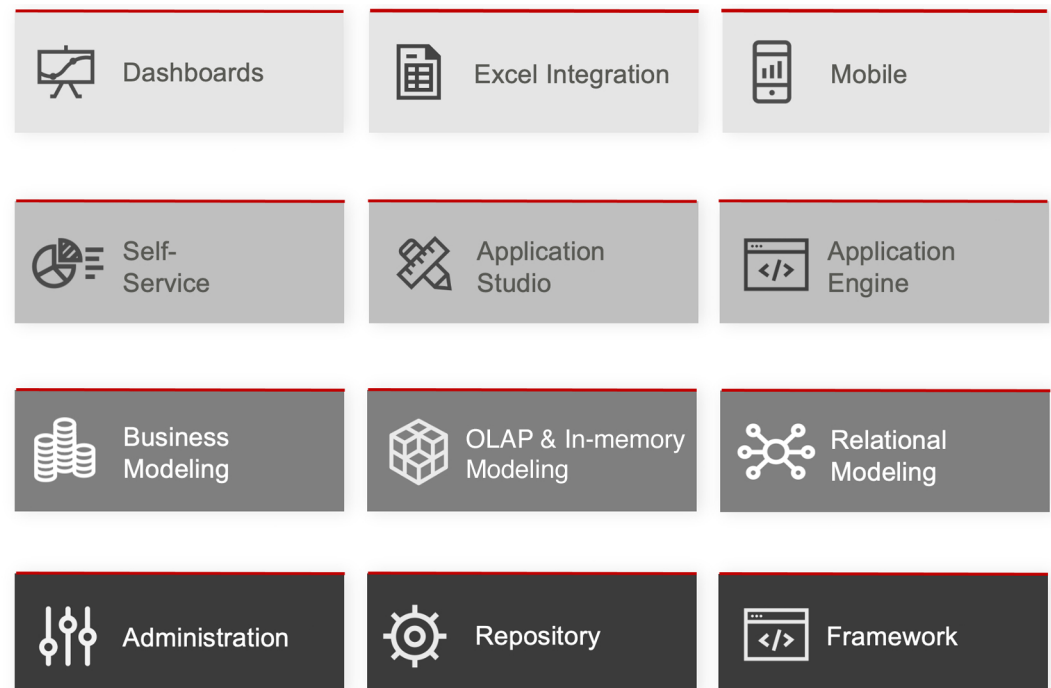 Dashboards
Excel Integration
Mobile
Self-
Service
Application
Studio
Application
Engine
Business
Modeling
OLAP & In-memory
Modeling
Relational
Modeling
Administration
Repository
Framework